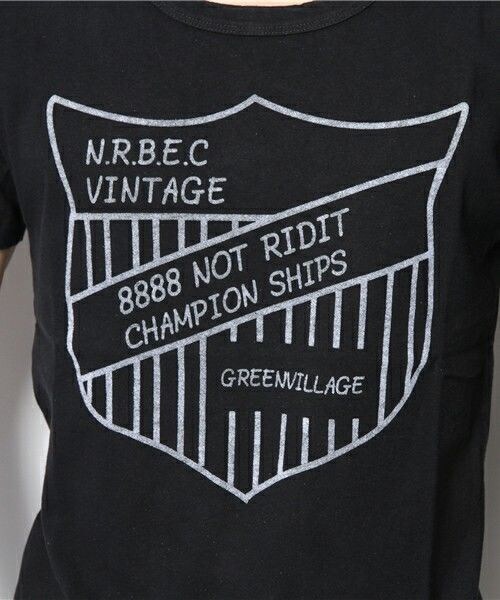 N.R.B.E.C
VINTAGE
8888 NOT RIDIT
CHAMPION SHIPS
GREENVILLAGE